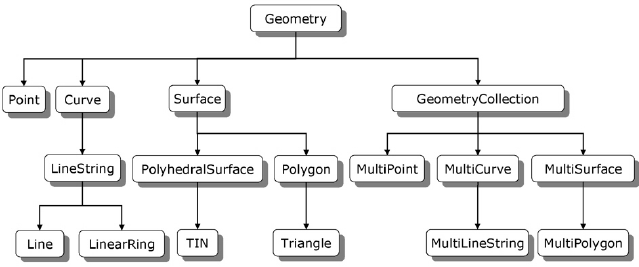 Geometry
Point
Curve
Surface
GeometryCollection
LineString
PolyhedralSurface
Polygon
MultiPoint
MultiCurve
MultiSurface
Line
LinearRing
TIN
Triangle
MultiLineString
MultiPolygon